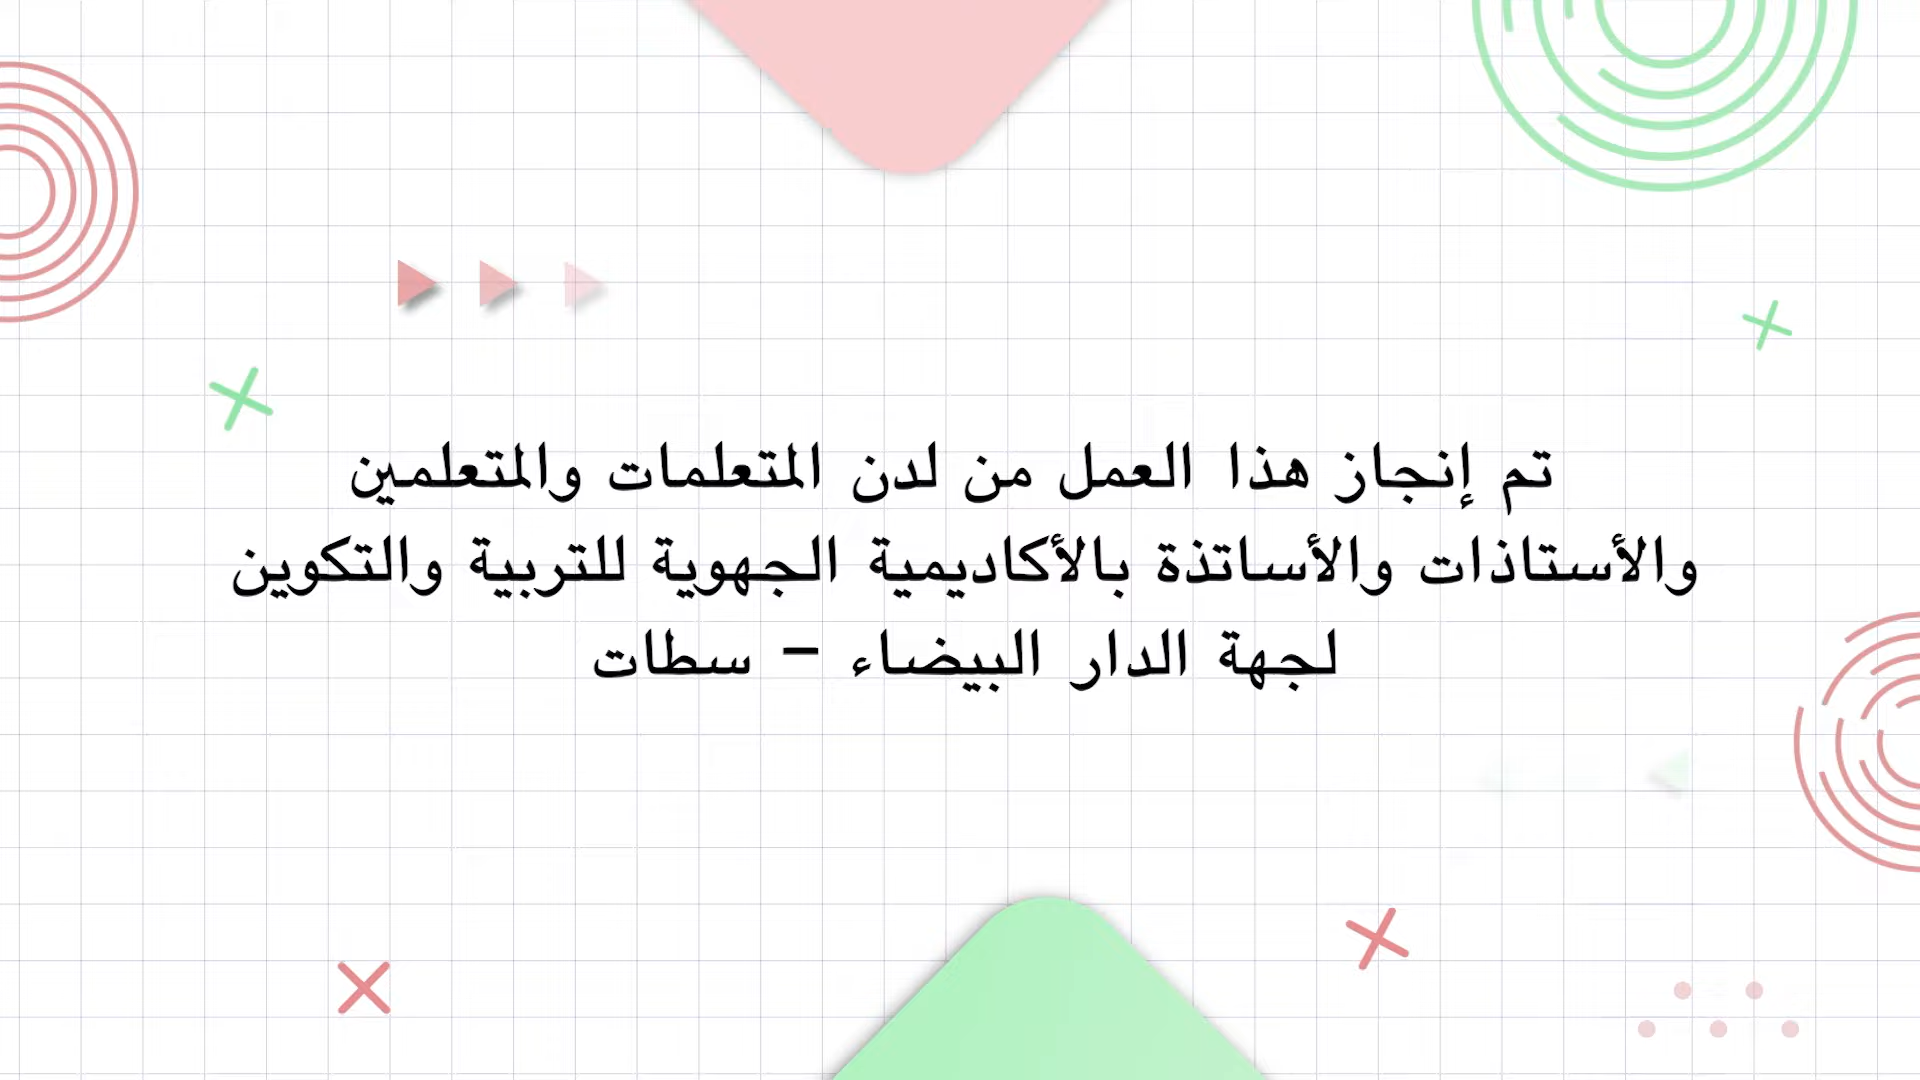 تم إنجاز هذا العمل من لدن المتعلمات والمتعلمين
والأستاذات والأساتذة بالأكاديمية الجهوية للتربية والتكوين
لجهة الدار البيضاء – سطات